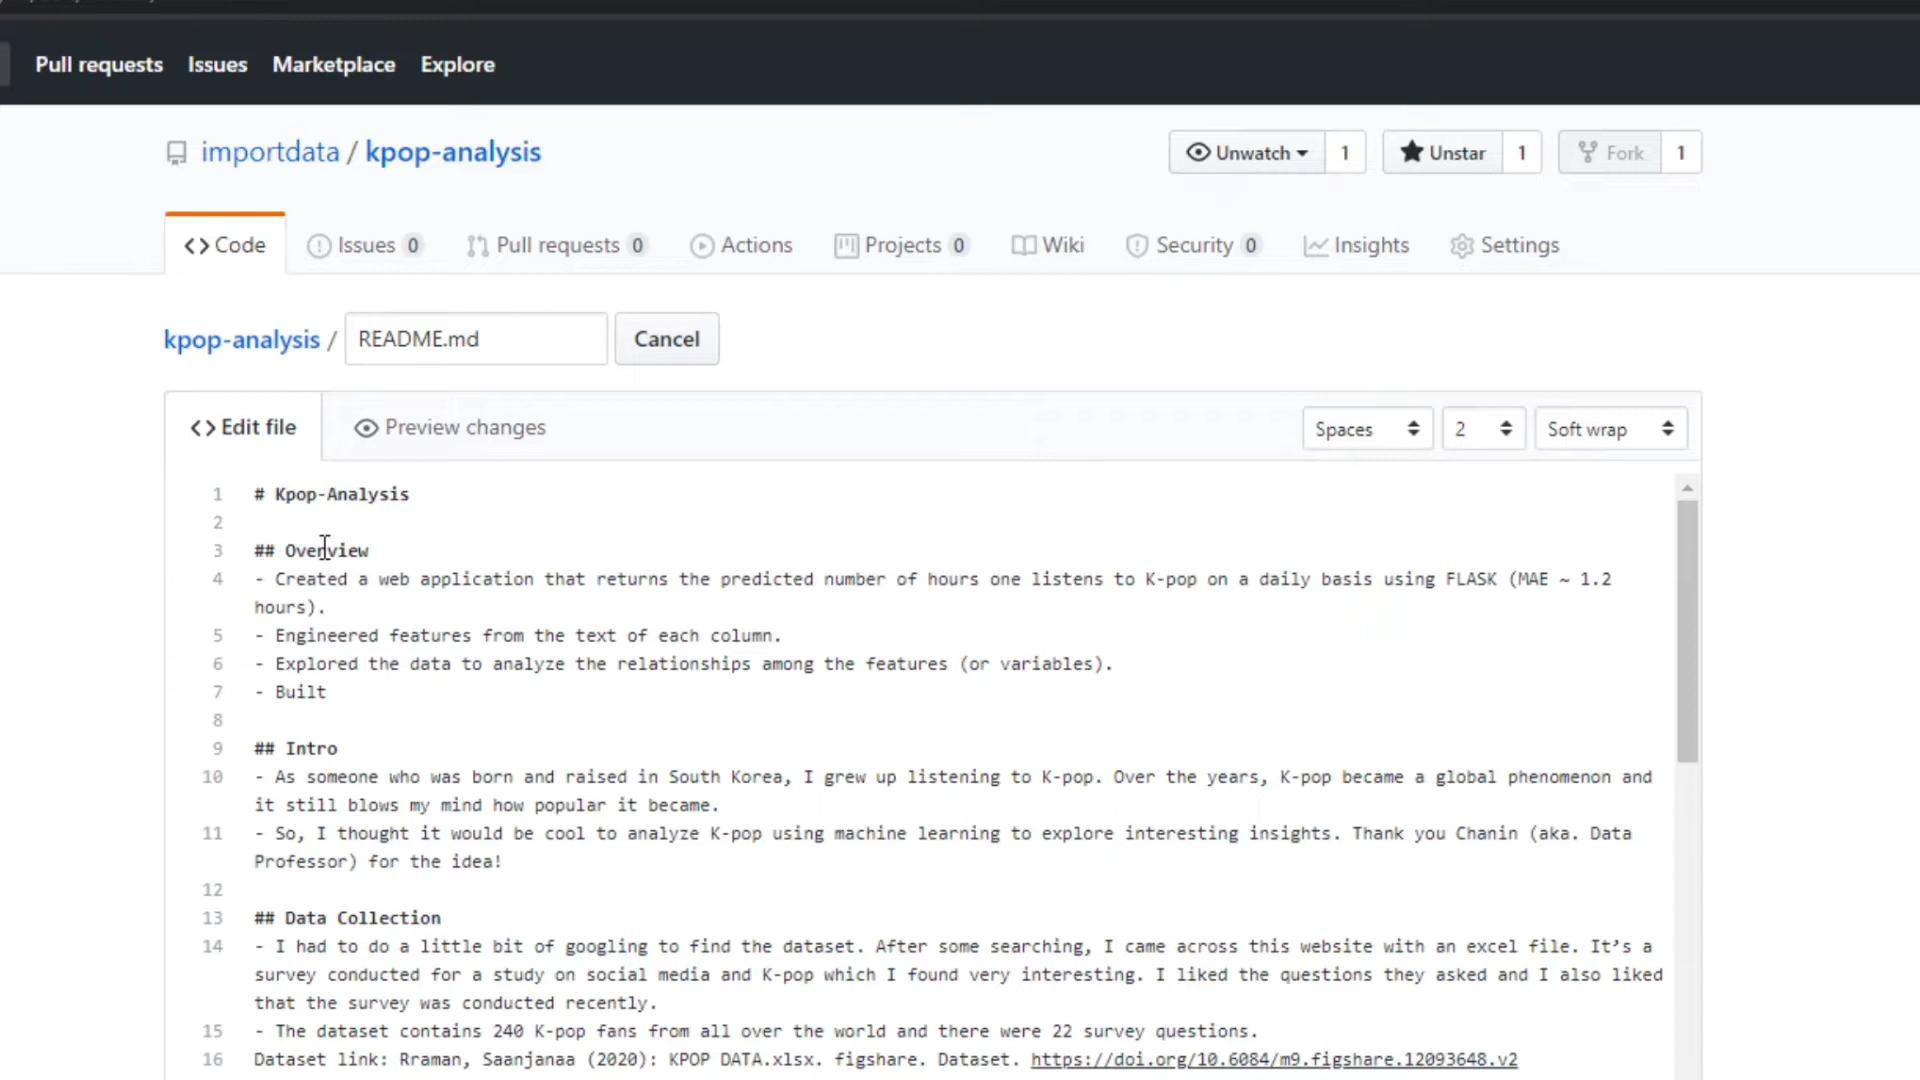 Pull requests Issues Marketplace Explore
importdata / kpop-analysis
Unwatch 1 Unstar 1 Fork 1
Code Issues 0 Pull requests 0 Actions Projects 0 Wiki Security 0 Insights Settings
kpop-analysis / README.md Cancel
Edit file Preview changes Spaces 2 Soft wrap
1 # Kpop-Analysis
2
3 ## Overview
4 - Created a web application that returns the predicted number of hours one listens to K-pop on a daily basis using FLASK (MAE ~ 1.2
hours).
5 - Engineered features from the text of each column.
6 - Explored the data to analyze the relationships among the features (or variables).
7 - Built
8
9 ## Intro
10 - As someone who was born and raised in South Korea, I grew up listening to K-pop. Over the years, K-pop became a global phenomenon and
it still blows my mind how popular it became.
11 - So, I thought it would be cool to analyze K-pop using machine learning to explore interesting insights. Thank you Chanin (aka. Data
Professor) for the idea!
12
13 ## Data Collection
14 - I had to do a little bit of googling to find the dataset. After some searching, I came across this website with an excel file. It’s a
survey conducted for a study on social media and K-pop which I found very interesting. I liked the questions they asked and I also liked
that the survey was conducted recently.
15 - The dataset contains 240 K-pop fans from all over the world and there were 22 survey questions.
16 Dataset link: Rraman, Saanjanaa (2020): KPOP DATA.xlsx. figshare. Dataset. https://doi.org/10.6084/m9.figshare.12093648.v2